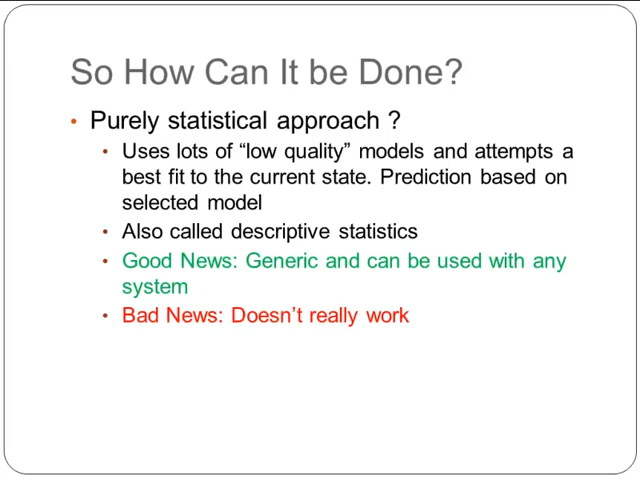 So How Can It be Done?
• Purely statistical approach ?
• Uses lots of “low quality” models and attempts a
best fit to the current state. Prediction based on
selected model
• Also called descriptive statistics
• Good News: Generic and can be used with any
system
• Bad News: Doesn’t really work